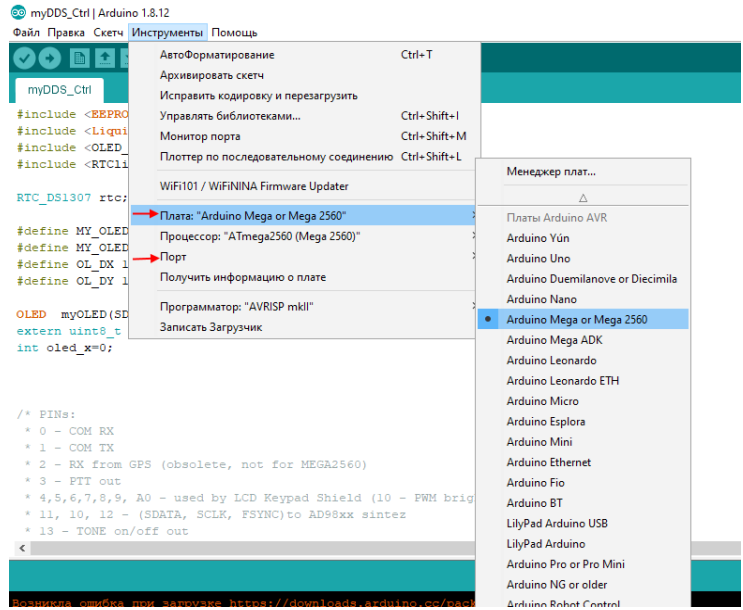 myDDS_Ctrl | Arduino 1.8.12
Файл Правка Скетч Инструменты Помощь
АвтоФорматирование Ctrl+T
Архивировать скетч
Исправить кодировку и перезагрузить
Управлять библиотеками... Ctrl+Shift+I
Монитор порта Ctrl+Shift+M
Плоттер по последовательному соединению Ctrl+Shift+L
WiFi101 / WiFiNINA Firmware Updater
Плата: "Arduino Mega or Mega 2560"
Процессор: "ATmega2560 (Mega 2560)"
Порт
Получить информацию о плате
Программатор: "AVRISP mkII"
Записать Загрузчик
Менеджер плат...
Платы Arduino AVR
Arduino Yún
Arduino Uno
Arduino Duemilanove or Diecimila
Arduino Nano
Arduino Mega or Mega 2560
Arduino Mega ADK
Arduino Leonardo
Arduino Leonardo ETH
Arduino Micro
Arduino Esplora
Arduino Mini
Arduino Ethernet
Arduino Fio
Arduino BT
LilyPad Arduino USB
LilyPad Arduino
Arduino Pro or Pro Mini
Arduino NG or older
Arduino Robot Control
myDDS_Ctrl
#include <EEPRO
#include <Liqui
#include <OLED_
#include <RTCli
RTC_DS1307 rtc;
#define MY_OLED
#define MY_OLED
#define OL_DX 1
#define OL_DY 1
OLED myOLED(SD
extern uint8_t
int oled_x=0;
/* PINs:
* 0 - COM RX
* 1 - COM TX
* 2 - RX from GPS (obsolete, not for MEGA2560)
* 3 - PTT out
* 4,5,6,7,8,9, A0 - used by LCD Keypad Shield (10 - PWM brig
* 11, 10, 12 - (SDATA, SCLK, FSYNC)to AD98xx sintez
* 13 - TONE on/off out
Возникла ошибка при загрузке https://downloads.arduino.cc/pack